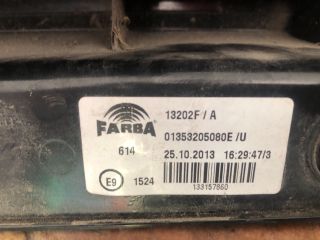 FARBA
614
E9 1524
13202F / A
01353205080E /U
25.10.2013 16:29:47/3
133157860